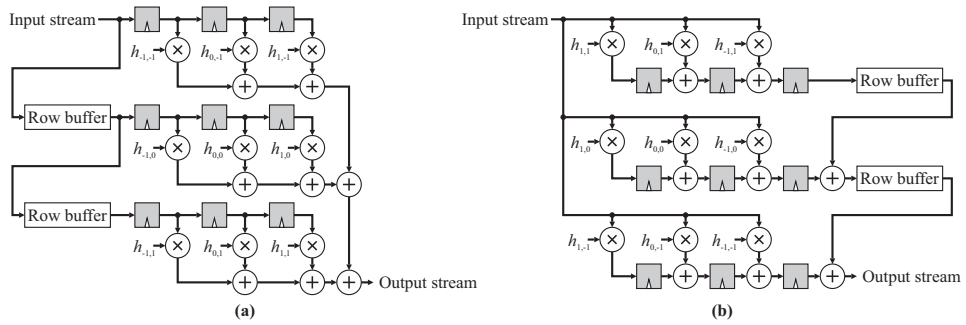 Input stream
h-1,-1 h0,-1 h1,-1
Row buffer
h-1,0 h0,0 h1,0
Row buffer
h-1,1 h0,1 h1,1
Output stream
(a)
Input stream
h1,1 h0,1 h-1,1
Row buffer
h1,0 h0,0 h-1,0
Row buffer
h1,-1 h0,-1 h-1,-1
Output stream
(b)